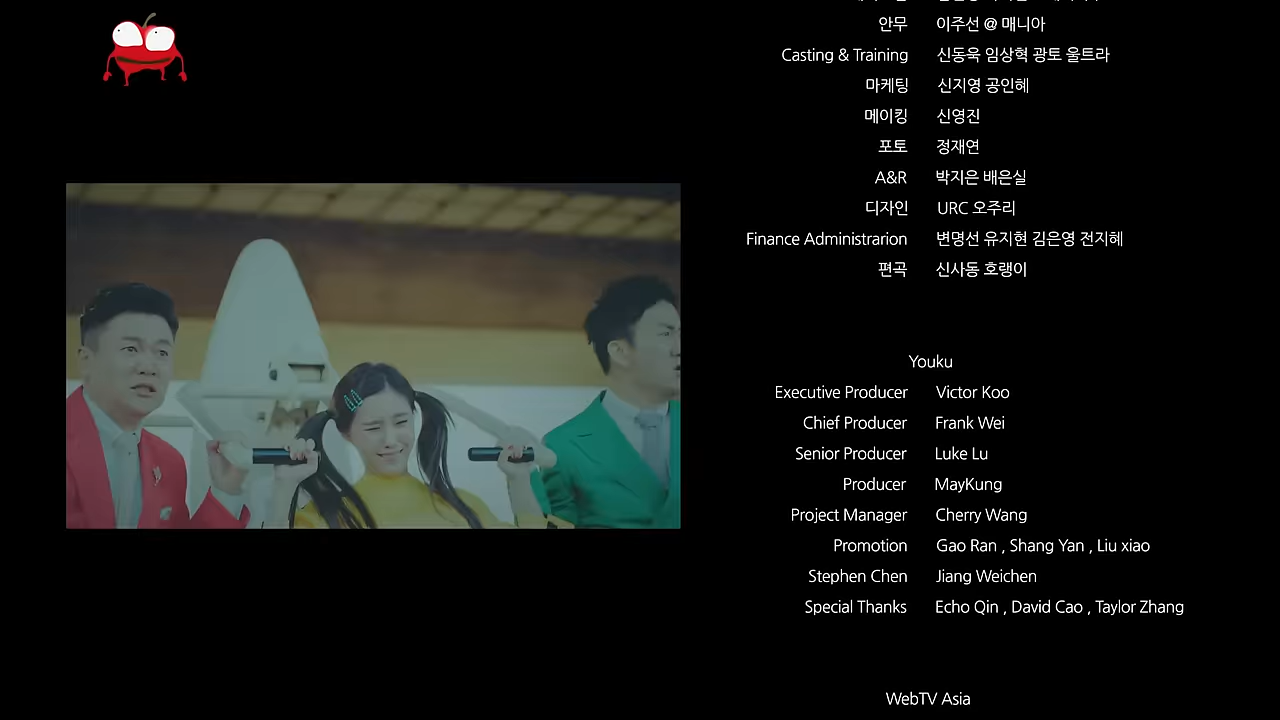 안무 이주선 @ 매니아
Casting & Training 신동욱 임상혁 광토 울트라
마케팅 신지영 공인혜
메이킹 신영진
포토 정재연
A&R 박지은 배은실
디자인 URC 오주리
Finance Administrarion 변명선 유지현 김은영 전지혜
편곡 신사동 호랭이
Youku
Executive Producer Victor Koo
Chief Producer Frank Wei
Senior Producer Luke Lu
Producer MayKung
Project Manager Cherry Wang
Promotion Gao Ran , Shang Yan , Liu xiao
Stephen Chen Jiang Weichen
Special Thanks Echo Qin , David Cao , Taylor Zhang
WebTV Asia